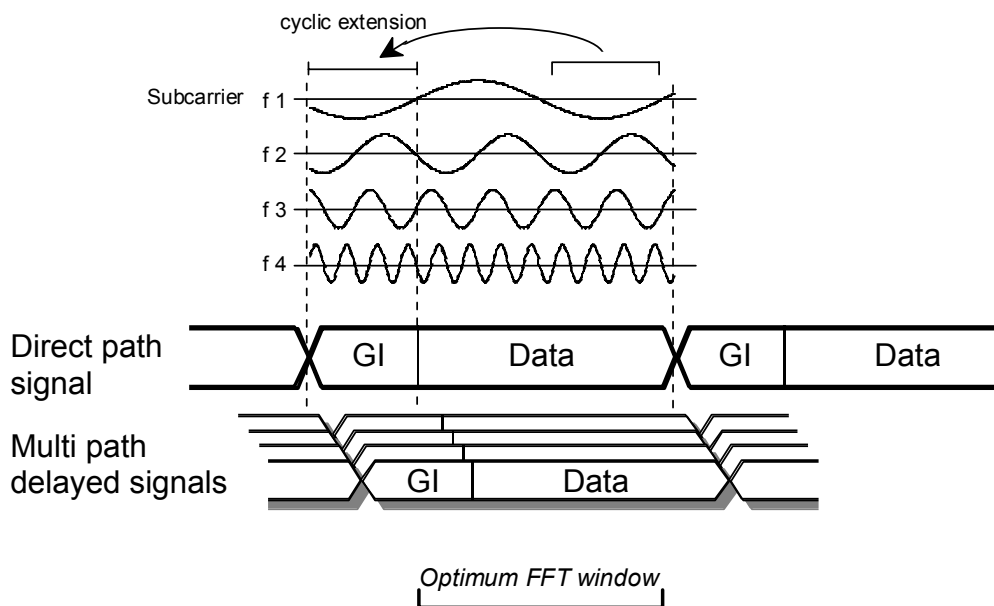 cyclic extension
Subcarrier f 1
f 2
f 3
f 4
Direct path
signal
GI Data GI Data
Multi path
delayed signals
GI Data
Optimum FFT window